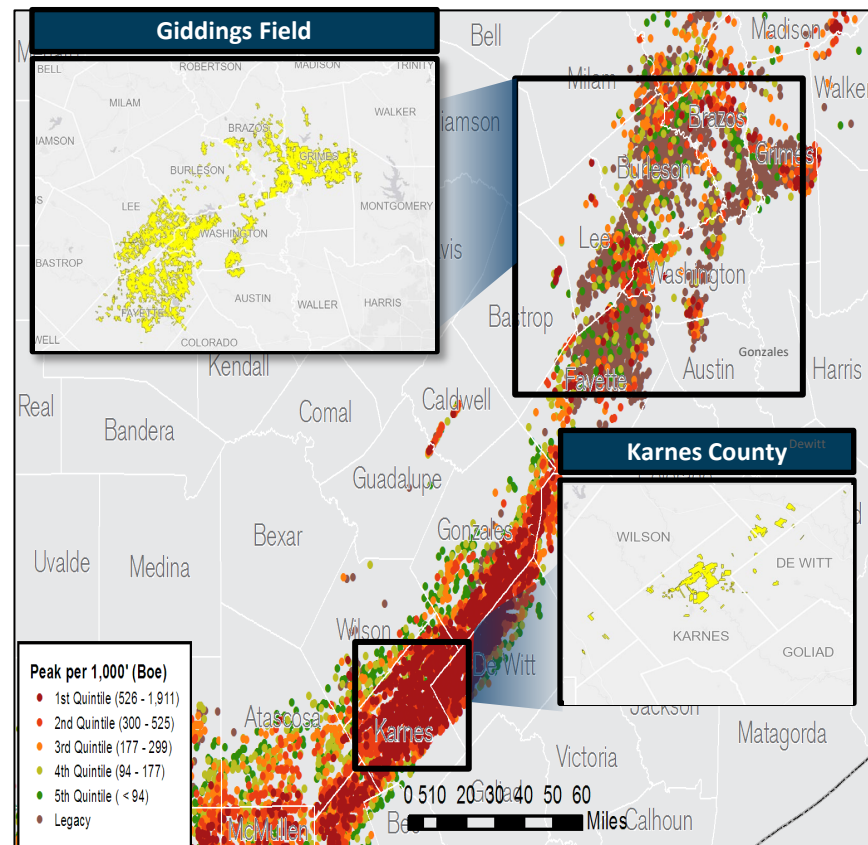 Giddings Field
BELL
ROBERTSON
MADISON
TRINITY
MILAM
WALKER
BRAZOS
IAMSON
GRIMES
BURLESON
LEE
MONTGOMERY
WASHINGTON
BASTROP
AUSTIN
WALLER
HARRIS
FAYETTE
COLORADO
WELL
Bell
Madison
Milam
Walker
iamson
Brazos
Burleson
Grimes
Lee
vis
Washington
Bastrop
Gonzales
Kendall
Fayette
Austin
Harris
Real
Comal
Caldwell
Bandera
Guadalupe
Karnes County
Dewitt
WILSON
DE WITT
KARNES
GOLIAD
Gonzales
Bexar
Uvalde
Medina
Wilson
De Witt
Peak per 1,000' (Boe)
1st Quintile (526 - 1,911)
2nd Quintile (300 - 525)
3rd Quintile (177 - 299)
4th Quintile (94 - 177)
5th Quintile ( < 94)
Legacy
Atascosa
Karnes
Jackson
Matagorda
Victoria
Goliad
McMullen
Bee
0 5 10 20 30 40 50 60
Miles
Calhoun